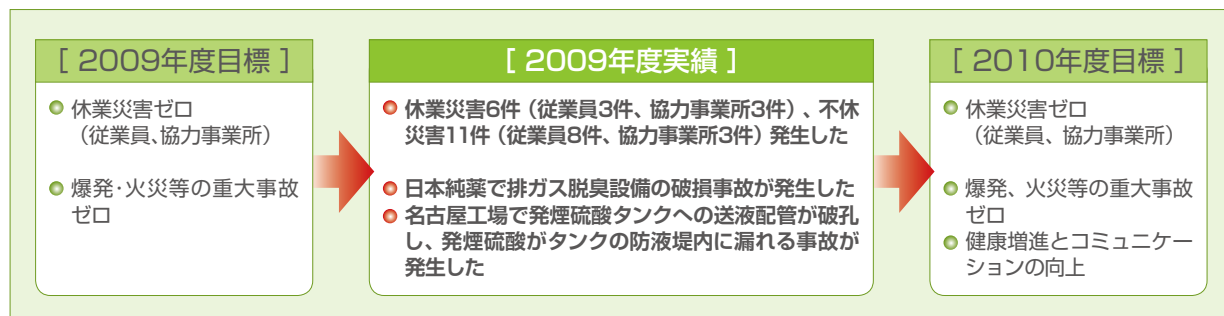 [ 2009年度目標 ]
休業災害ゼロ
（従業員、協力事業所）
爆発・火災等の重大事故
ゼロ
[ 2009年度実績 ]
休業災害6件（従業員3件、協力事業所3件）、不休
災害11件（従業員8件、協力事業所3件）発生した
日本純薬で排ガス脱臭設備の破損事故が発生した
名古屋工場で発煙硫酸タンクへの送液配管が破孔
し、発煙硫酸がタンクの防液堤内に漏れる事故が
発生した
[ 2010年度目標 ]
休業災害ゼロ
（従業員、協力事業所）
爆発、火災等の重大事故
ゼロ
健康増進とコミュニケー
ションの向上